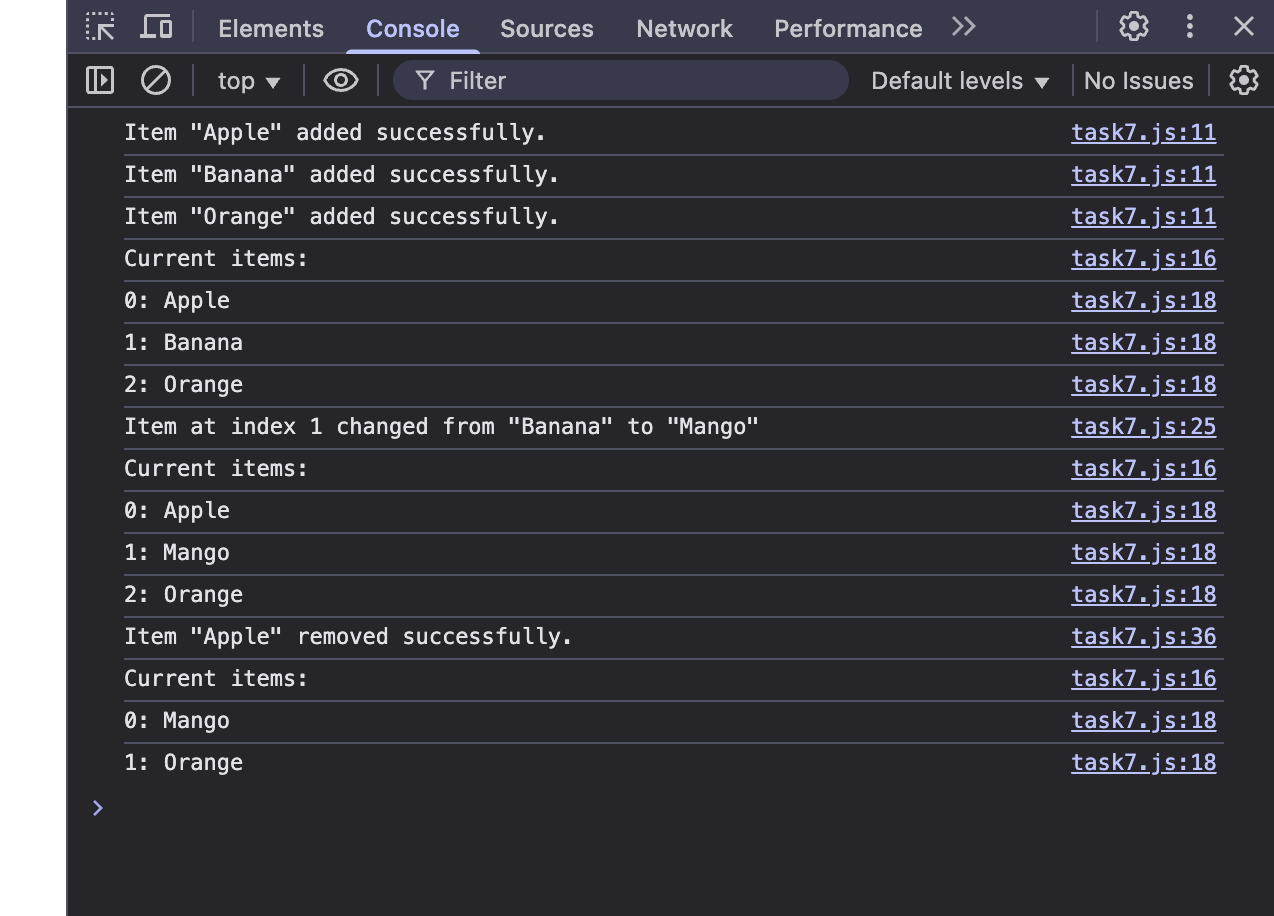 Elements Console Sources Network Performance
top Filter Default levels No Issues
Item "Apple" added successfully. task7.js:11
Item "Banana" added successfully. task7.js:11
Item "Orange" added successfully. task7.js:11
Current items: task7.js:16
0: Apple task7.js:18
1: Banana task7.js:18
2: Orange task7.js:18
Item at index 1 changed from "Banana" to "Mango" task7.js:25
Current items: task7.js:16
0: Apple task7.js:18
1: Mango task7.js:18
2: Orange task7.js:18
Item "Apple" removed successfully. task7.js:36
Current items: task7.js:16
0: Mango task7.js:18
1: Orange task7.js:18